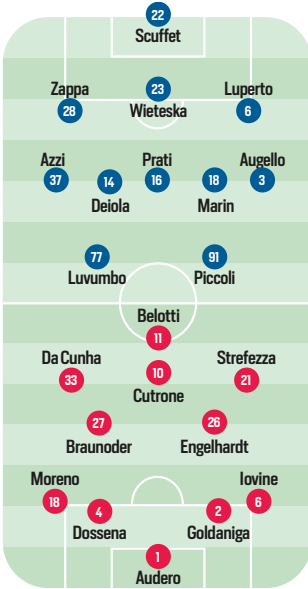 22
Scuffet
Zappa 23 Luperto
28 Wieteska 6
Azzi Prati Augello
37 14 16 18 3
Deiola Marin
77 91
Luvumbo Piccoli
Belotti
11
Da Cunha Strefezza
33 10 21
Cutrone
27 26
Braunoder Engelhardt
Moreno Iovine
18 4 2 6
Dossena Goldaniga
1
Audero